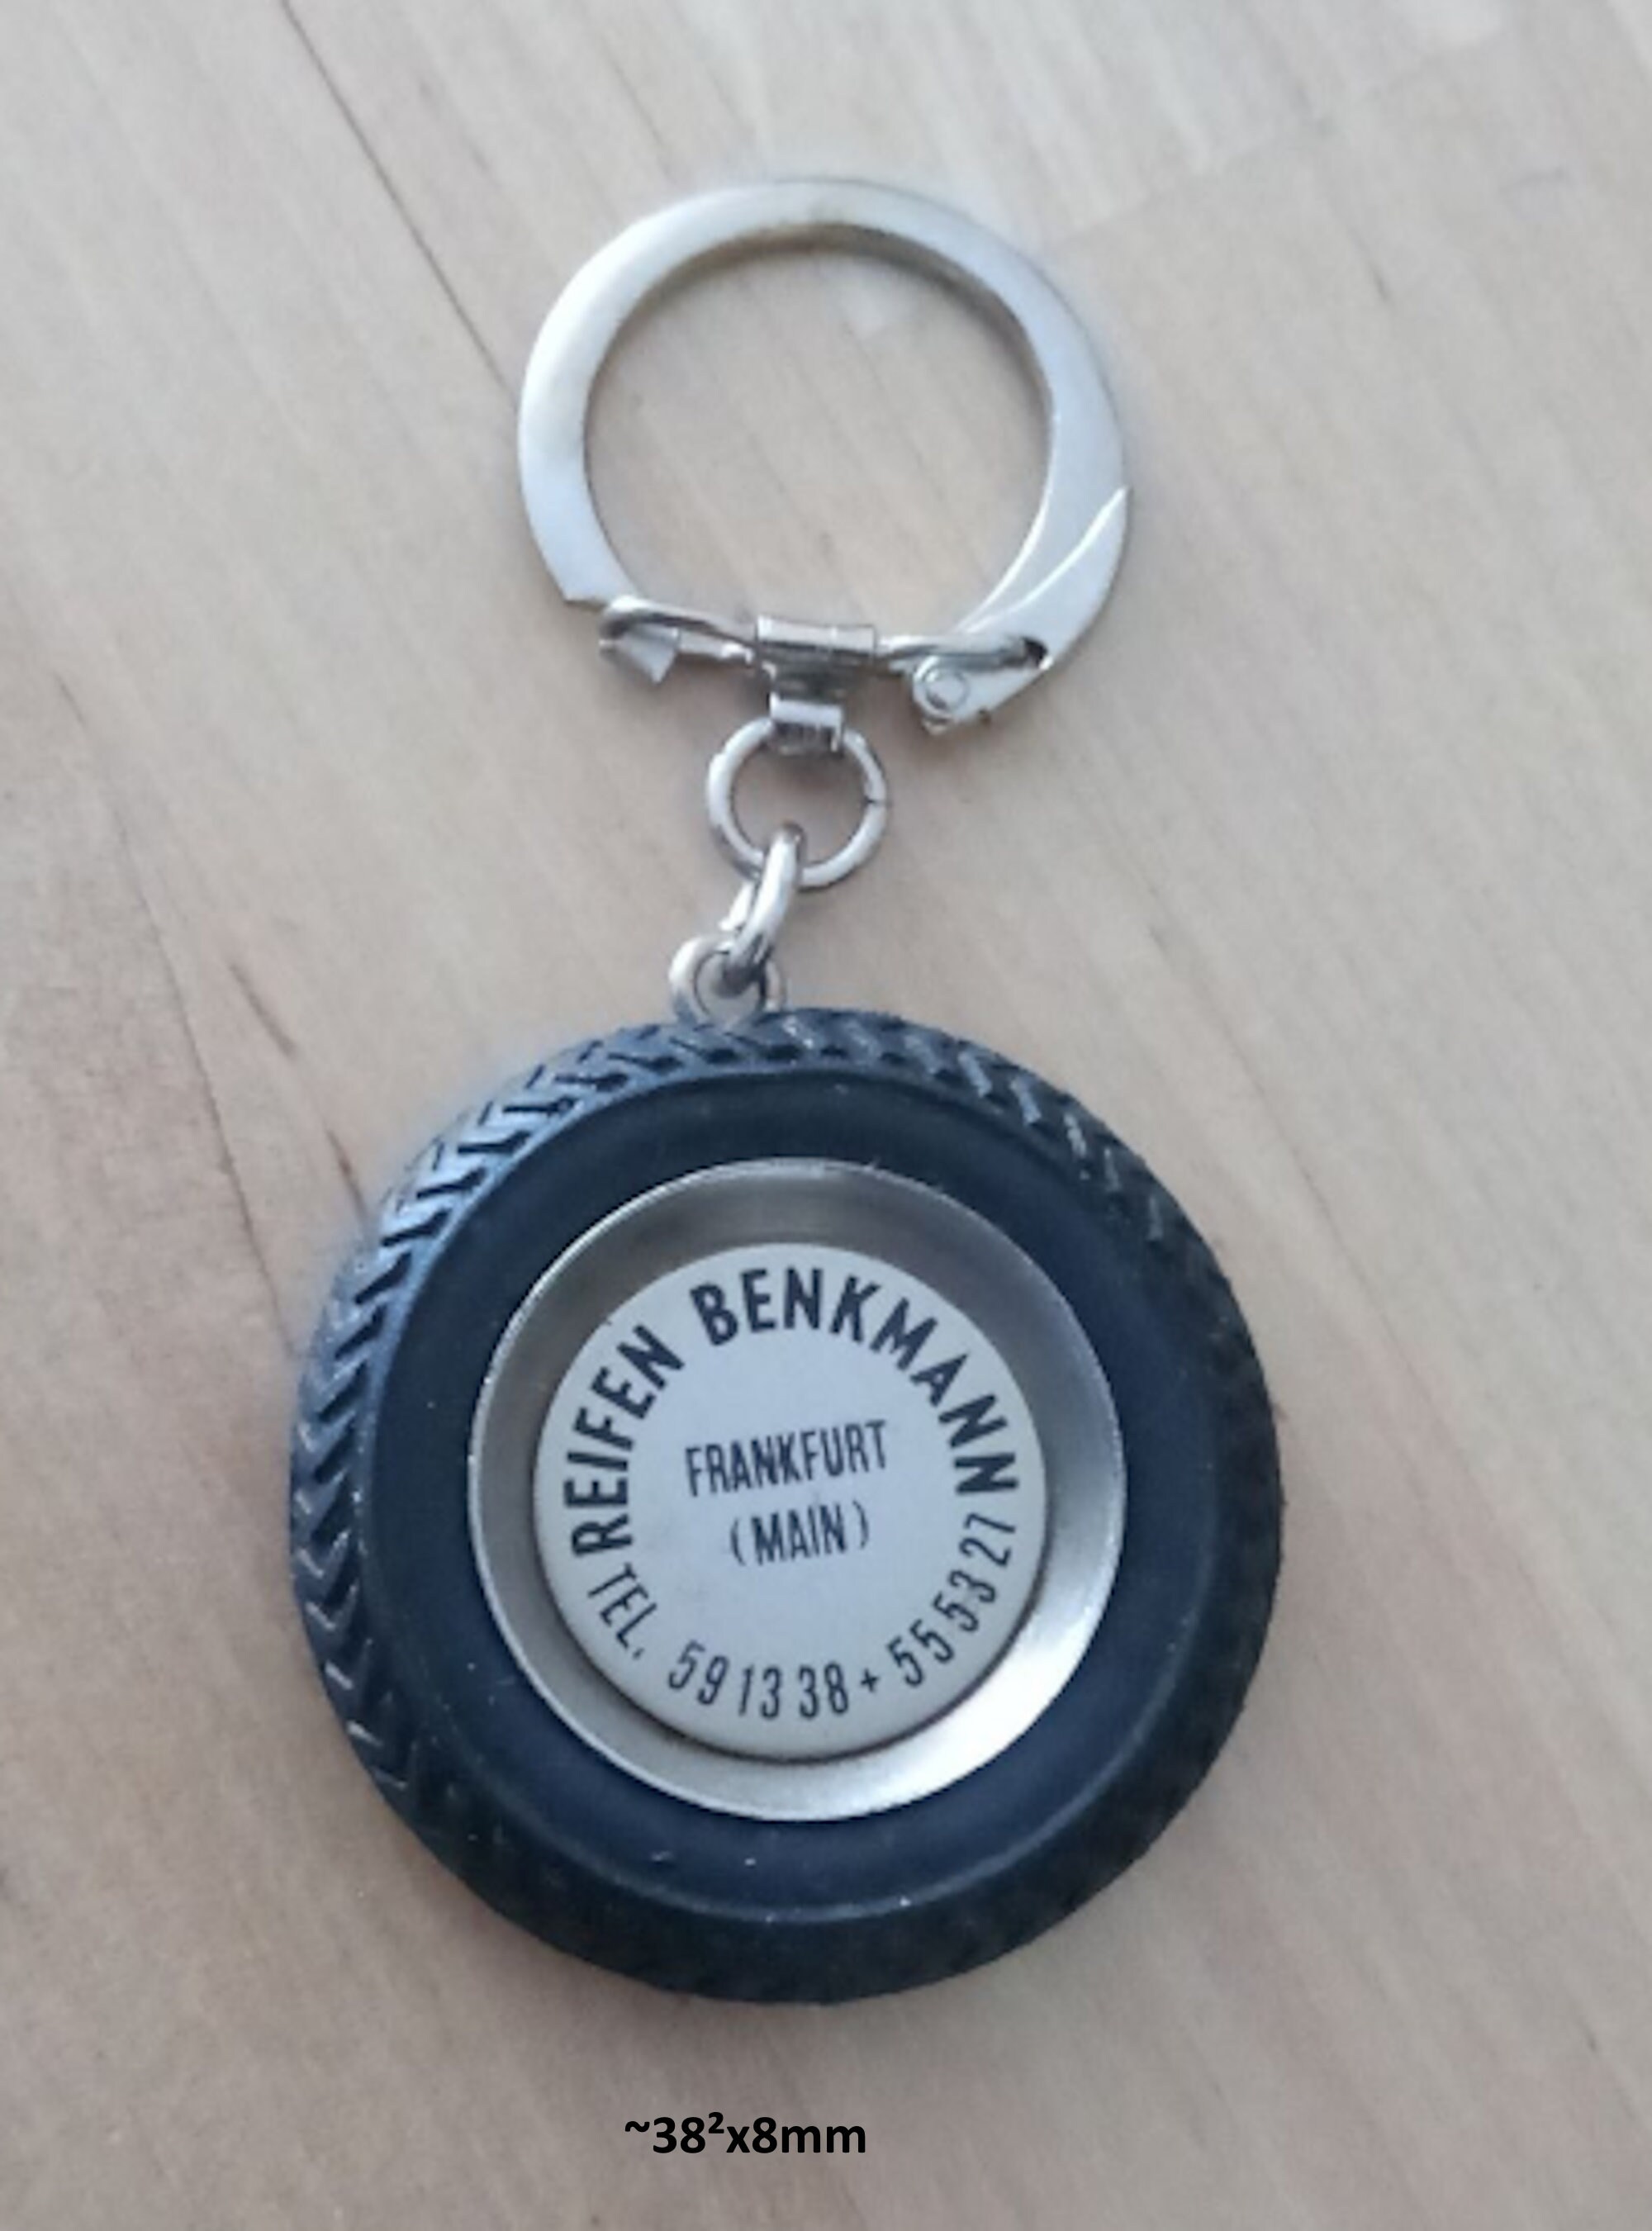 REIFEN BENKMANN
FRANKFURT
(MAIN)
TEL. 591338 + 555327
~38²x8mm